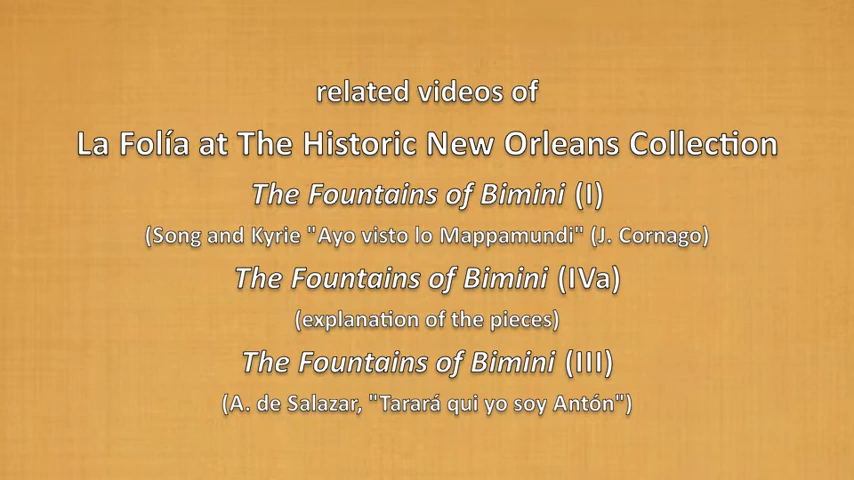 related videos of
La Folía at The Historic New Orleans Collection
The Fountains of Bimini (I)
(Song and Kyrie "Ayo visto lo Mappamundi" (J. Cornago)
The Fountains of Bimini (IVa)
(explanation of the pieces)
The Fountains of Bimini (III)
(A. de Salazar, "Tarará qui yo soy Antón")